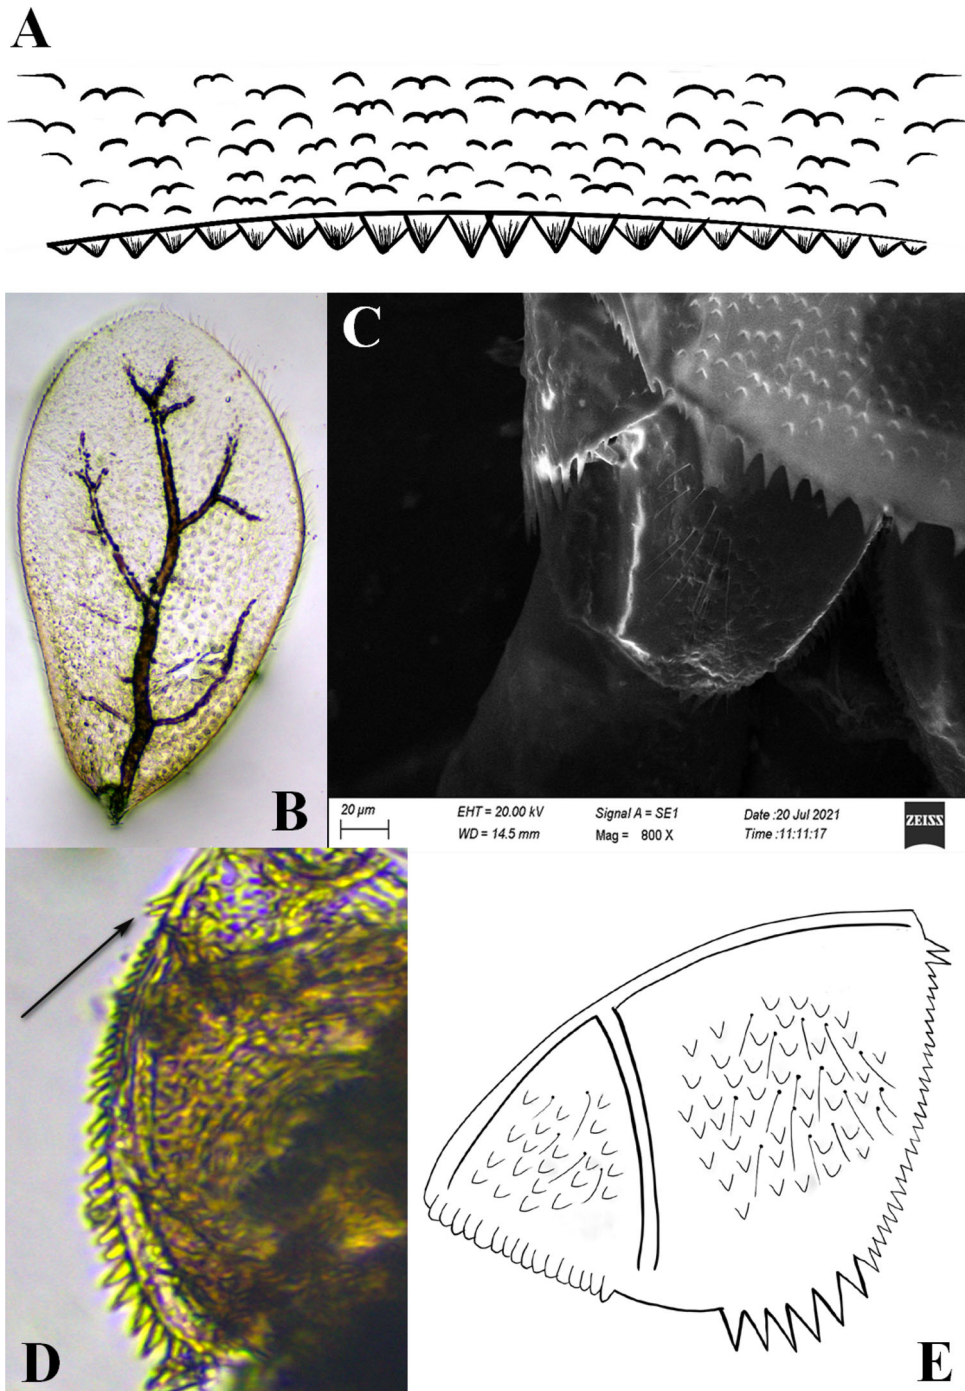 A
C
B
20 µm
EHT = 20.00 kV
Signal A = SE1
Date :20 Jul 2021
WD = 14.5 mm
Mag = 800 X
Time :11:11:17
ZEISS
D
E